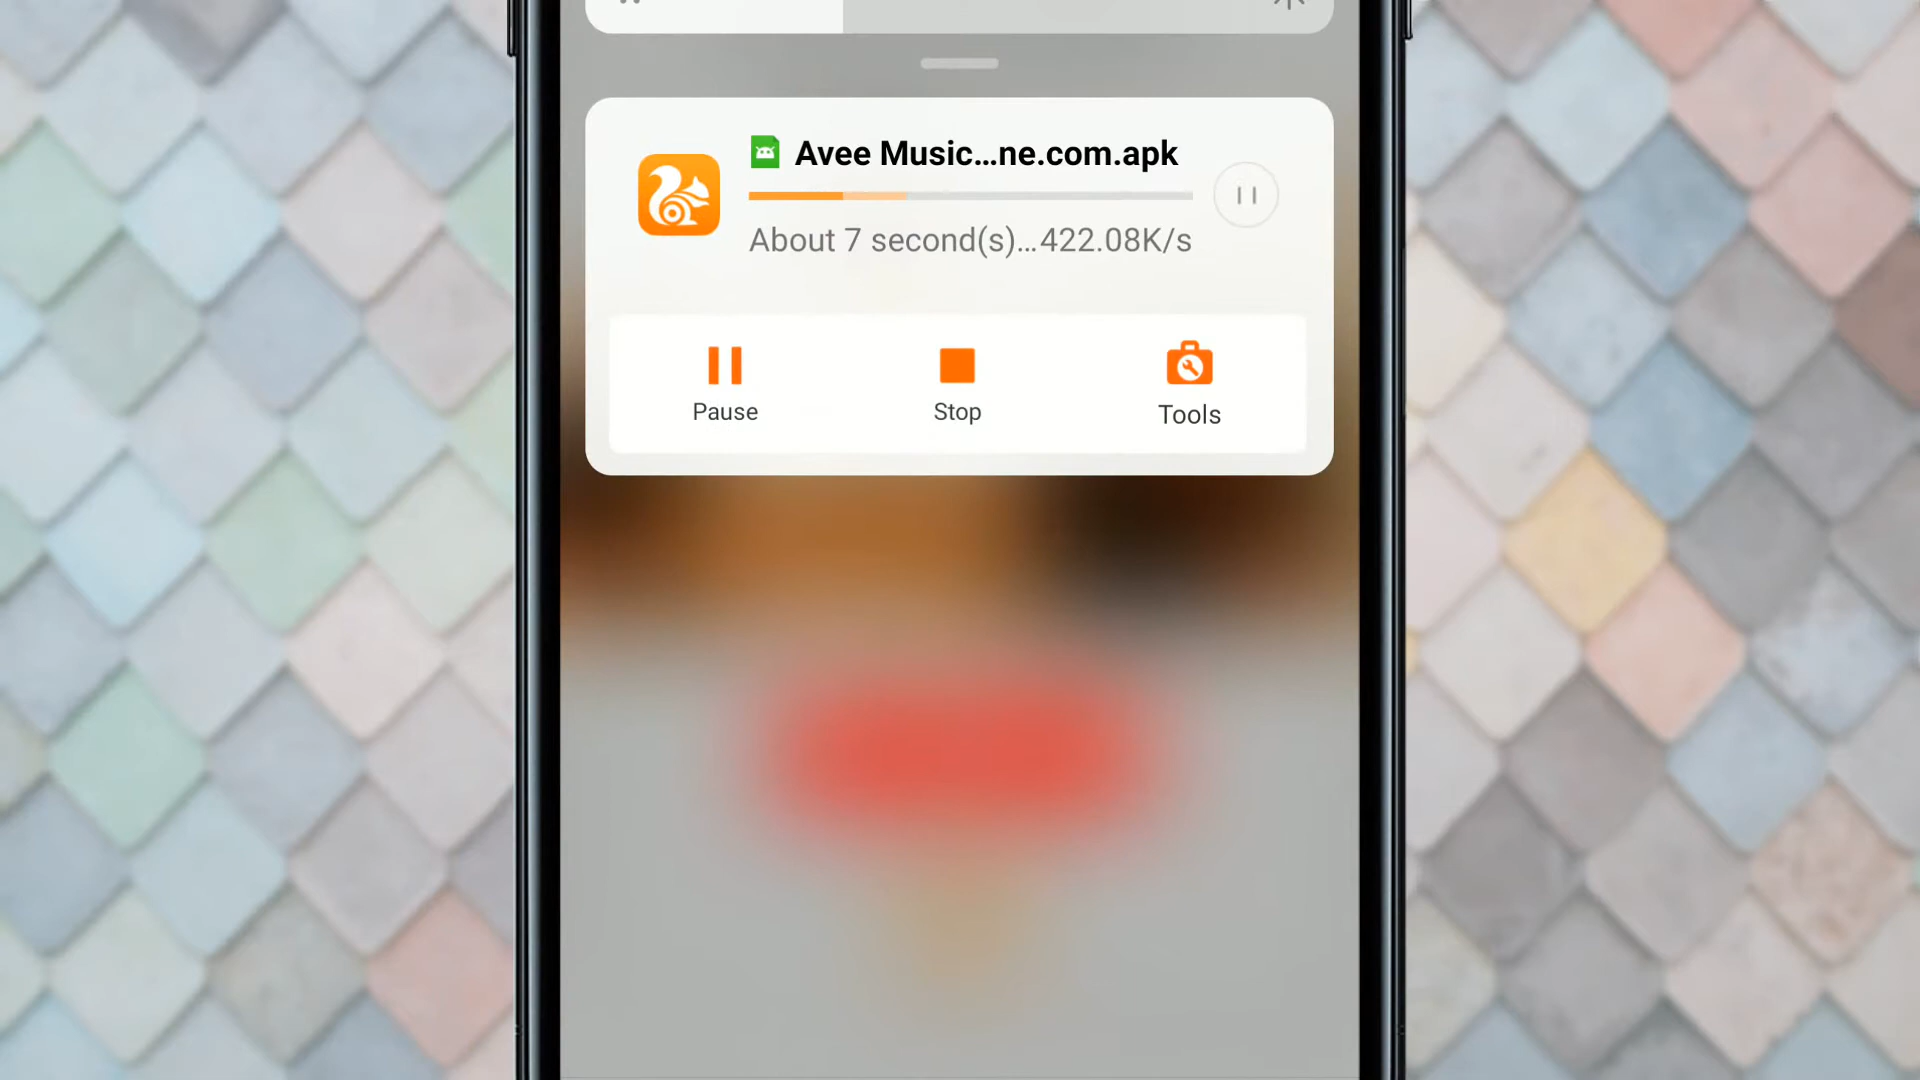 Avee Music...ne.com.apk
About 7 second(s)...422.08K/s
Pause
Stop
Tools